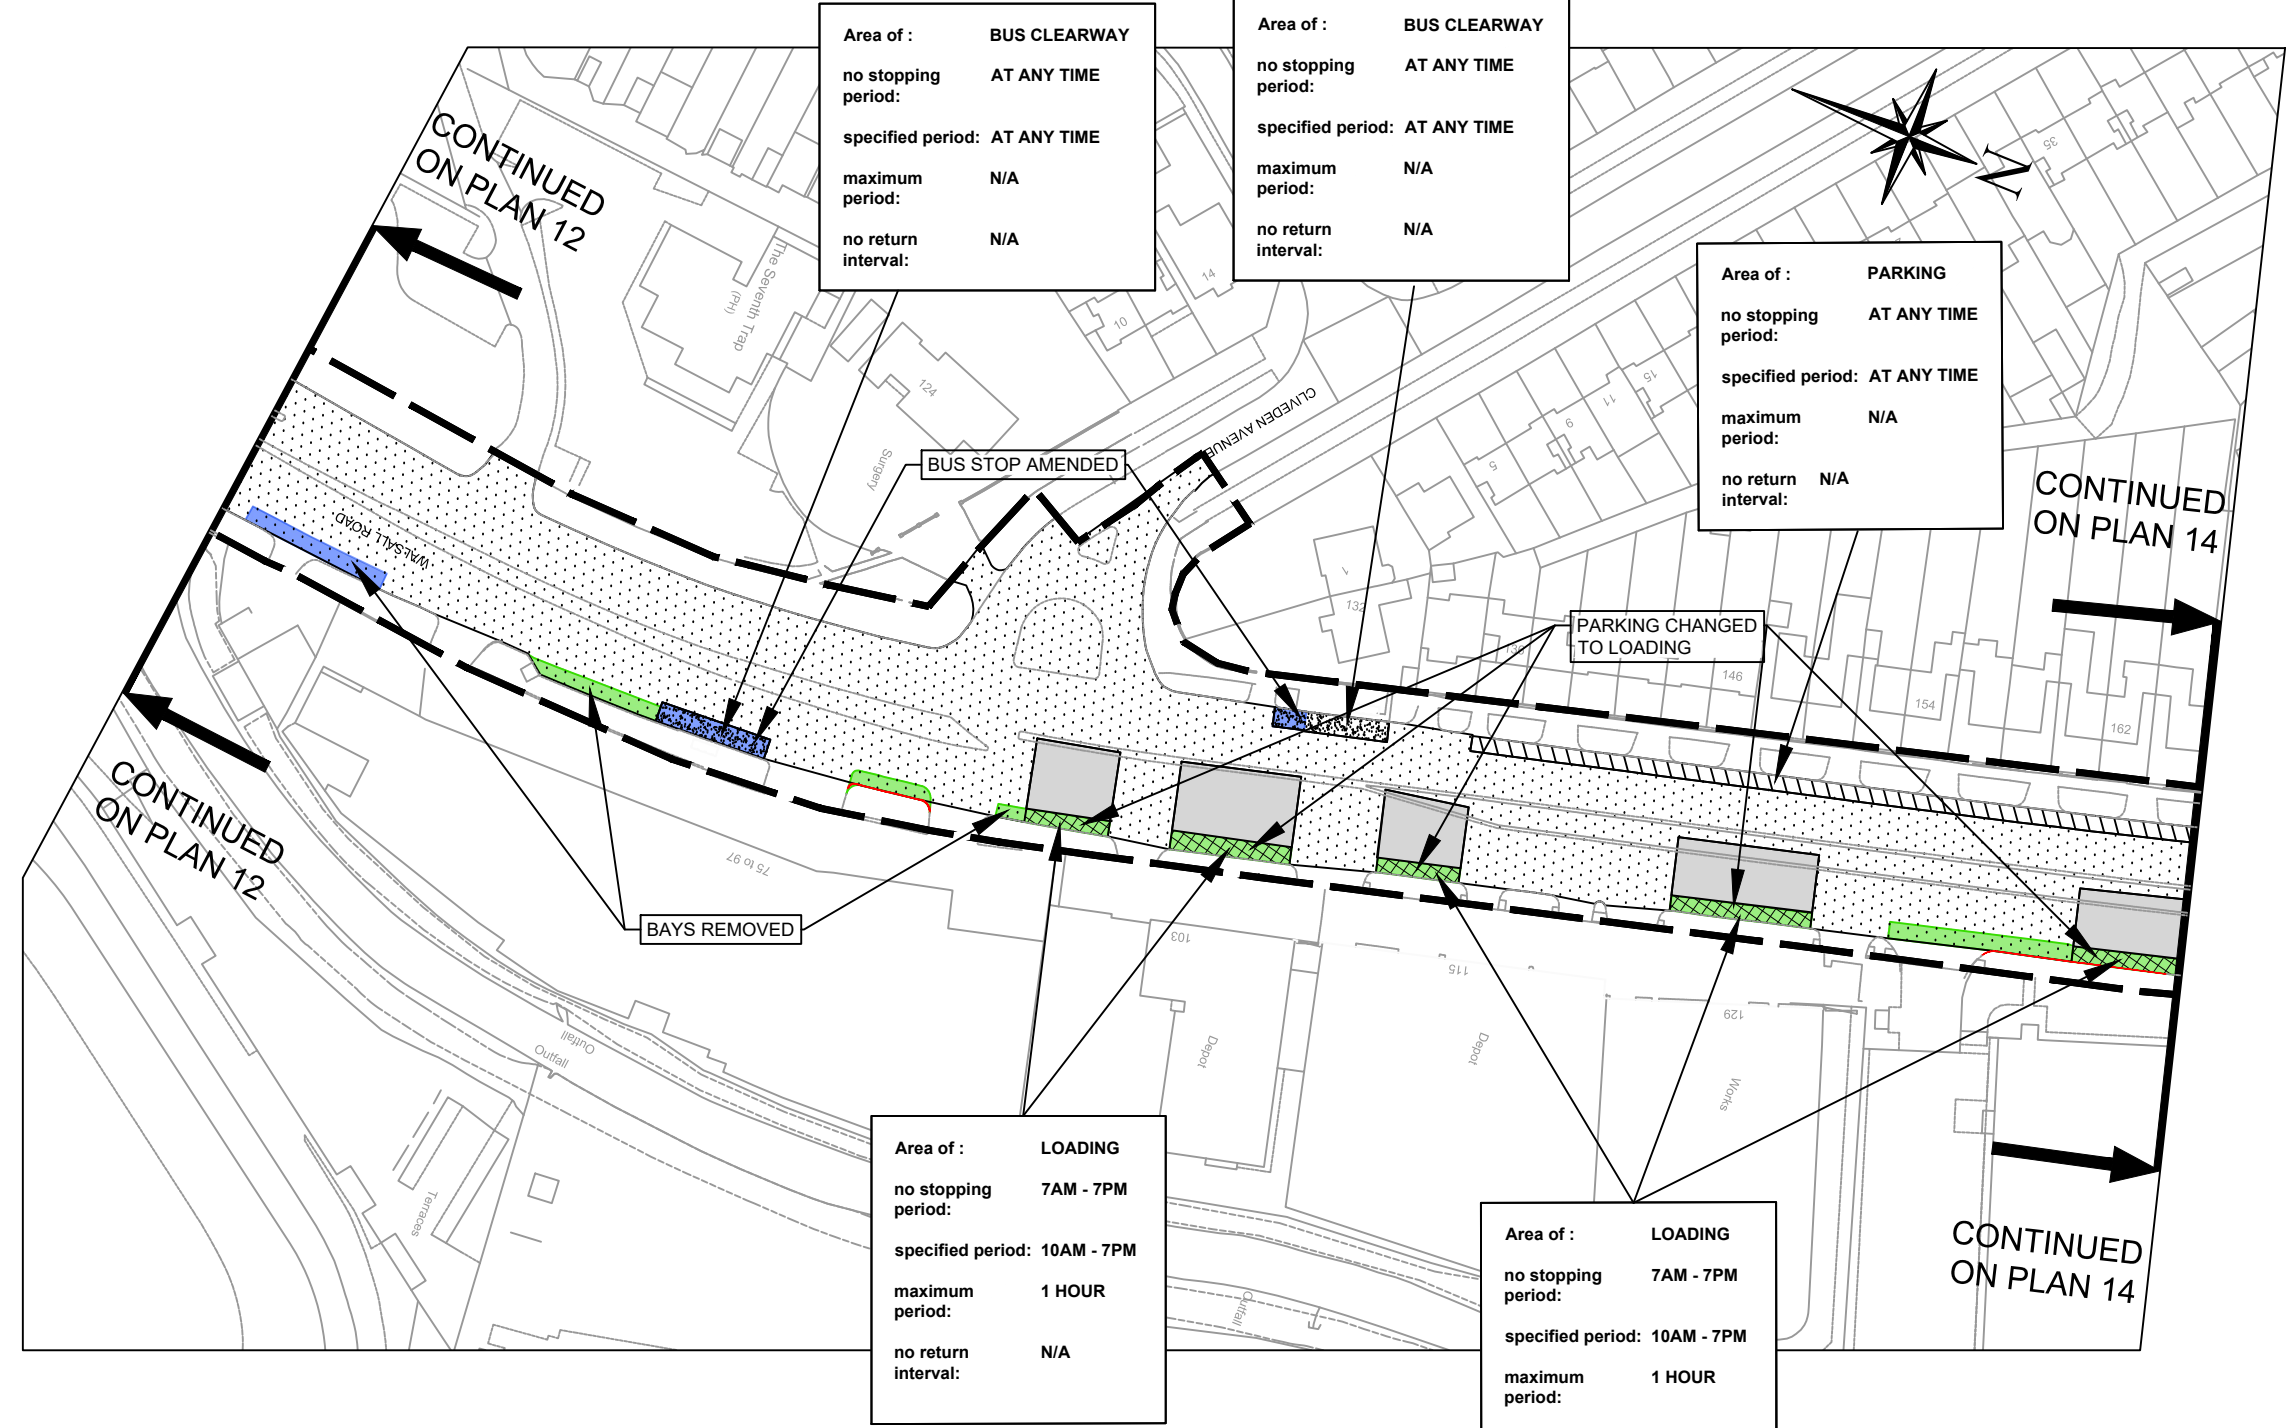 Area of : BUS CLEARWAY
no stopping period: AT ANY TIME
specified period: AT ANY TIME
maximum period: N/A
no return interval: N/A
Area of : BUS CLEARWAY
no stopping period: AT ANY TIME
specified period: AT ANY TIME
maximum period: N/A
no return interval: N/A
Area of : PARKING
no stopping period: AT ANY TIME
specified period: AT ANY TIME
maximum period: N/A
no return interval: N/A
N
35
CONTINUED
ON PLAN 12
The Seventh Trap
(PH)
124
Surgery
10
14
CLIVEDEN AVENUE
BUS STOP AMENDED
WALSALL ROAD
5
9
11
15
1
132
136
146
154
162
PARKING CHANGED
TO LOADING
CONTINUED
ON PLAN 14
CONTINUED
ON PLAN 12
BAYS REMOVED
75 to 97
103
115
129
Depot
Depot
Works
Outfall
Outfall
Outfall
Terraces
Area of : LOADING
no stopping period: 7AM - 7PM
specified period: 10AM - 7PM
maximum period: 1 HOUR
no return interval: N/A
Area of : LOADING
no stopping period: 7AM - 7PM
specified period: 10AM - 7PM
maximum period: 1 HOUR
CONTINUED
ON PLAN 14